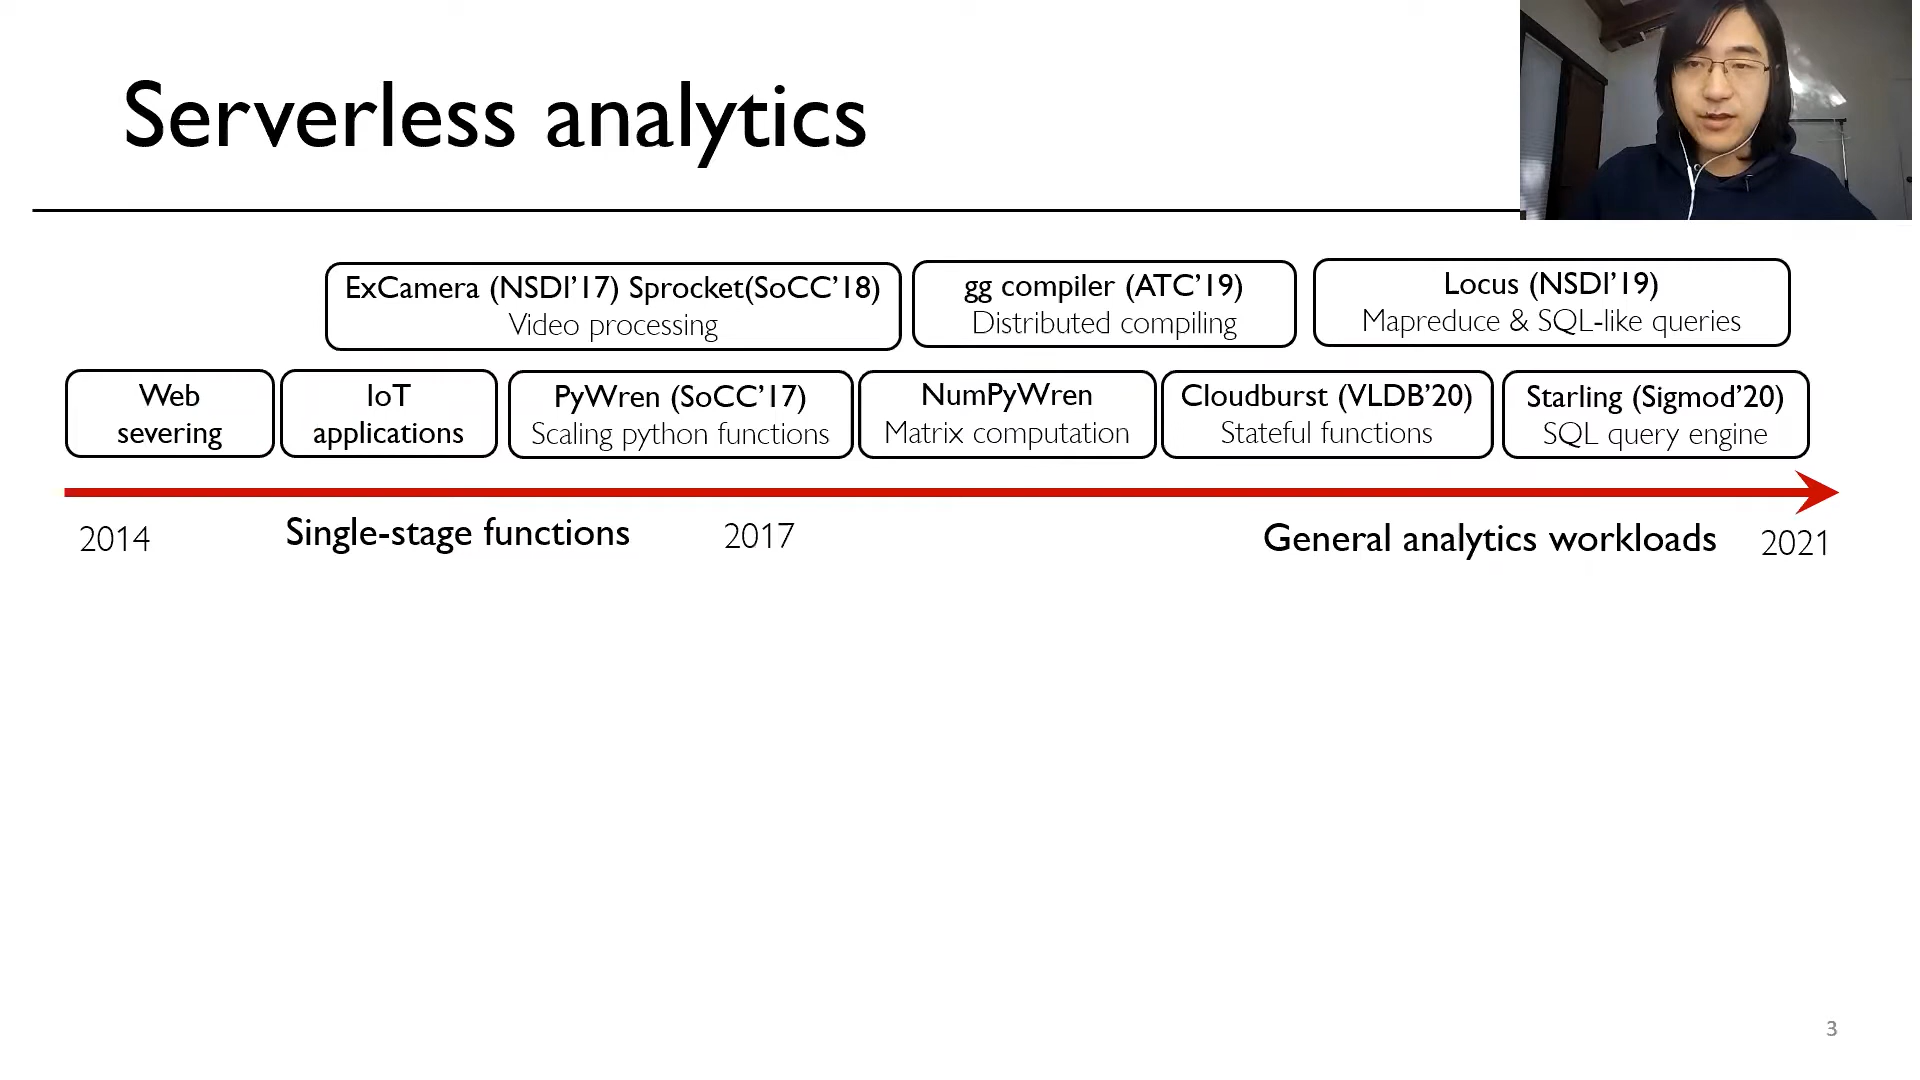 Serverless analytics
ExCamera (NSDI’17) Sprocket(SoCC’18)
Video processing
gg compiler (ATC’19)
Distributed compiling
Locus (NSDI’19)
Mapreduce & SQL-like queries
Web
severing
IoT
applications
PyWren (SoCC’17)
Scaling python functions
NumPyWren
Matrix computation
Cloudburst (VLDB’20)
Stateful functions
Starling (Sigmod’20)
SQL query engine
2014
Single-stage functions
2017
General analytics workloads
2021
3